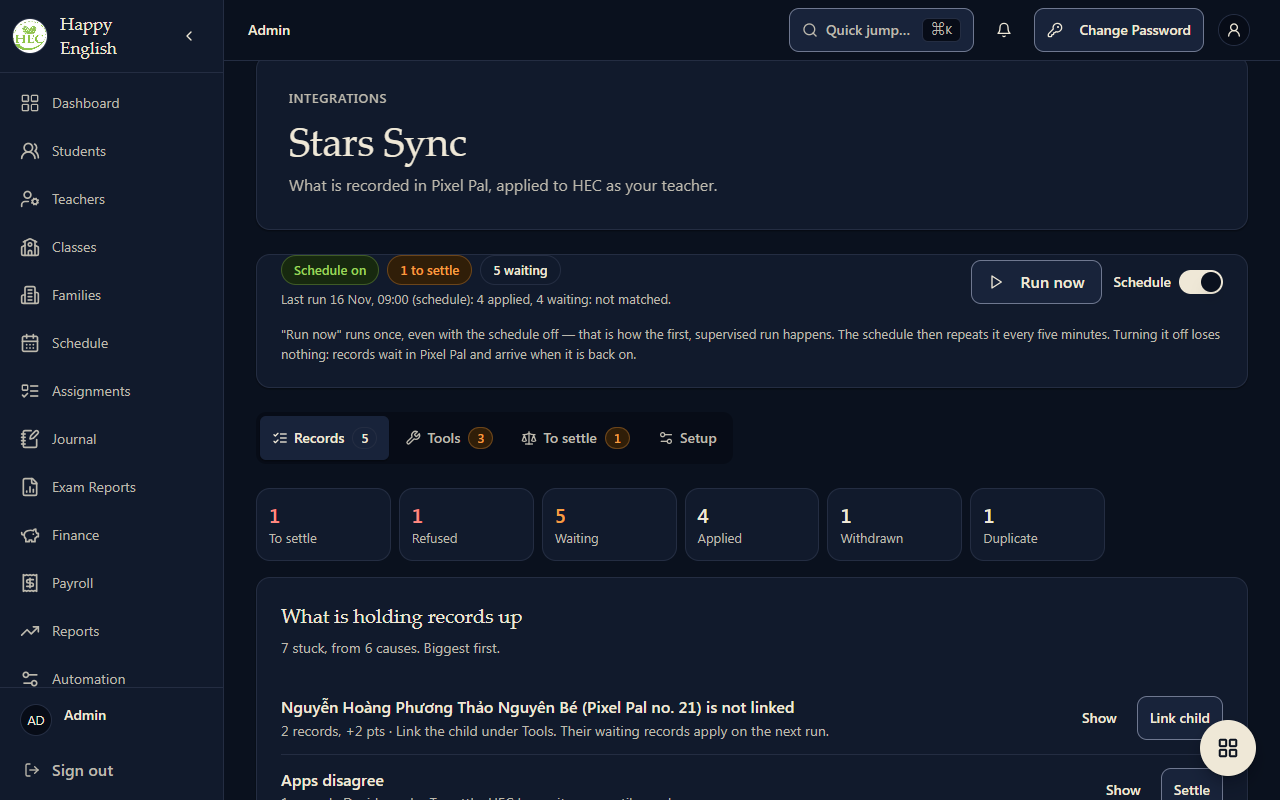 HEC
Happy
English
Dashboard
Students
Teachers
Classes
Families
Schedule
Assignments
Journal
Exam Reports
Finance
Payroll
Reports
Automation
AD
Admin
Sign out
Admin
Quick jump...
⌘K
Change Password
INTEGRATIONS
Stars Sync
What is recorded in Pixel Pal, applied to HEC as your teacher.
Schedule on
1 to settle
5 waiting
Last run 16 Nov, 09:00 (schedule): 4 applied, 4 waiting: not matched.
Run now
Schedule
"Run now" runs once, even with the schedule off — that is how the first, supervised run happens. The schedule then repeats it every five minutes. Turning it off loses
nothing: records wait in Pixel Pal and arrive when it is back on.
Records 5
Tools 3
To settle 1
Setup
1
To settle
1
Refused
5
Waiting
4
Applied
1
Withdrawn
1
Duplicate
What is holding records up
7 stuck, from 6 causes. Biggest first.
Nguyễn Hoàng Phương Thảo Nguyên Bé (Pixel Pal no. 21) is not linked
2 records, +2 pts · Link the child under Tools. Their waiting records apply on the next run.
Show
Link child
Apps disagree
Show
Settle